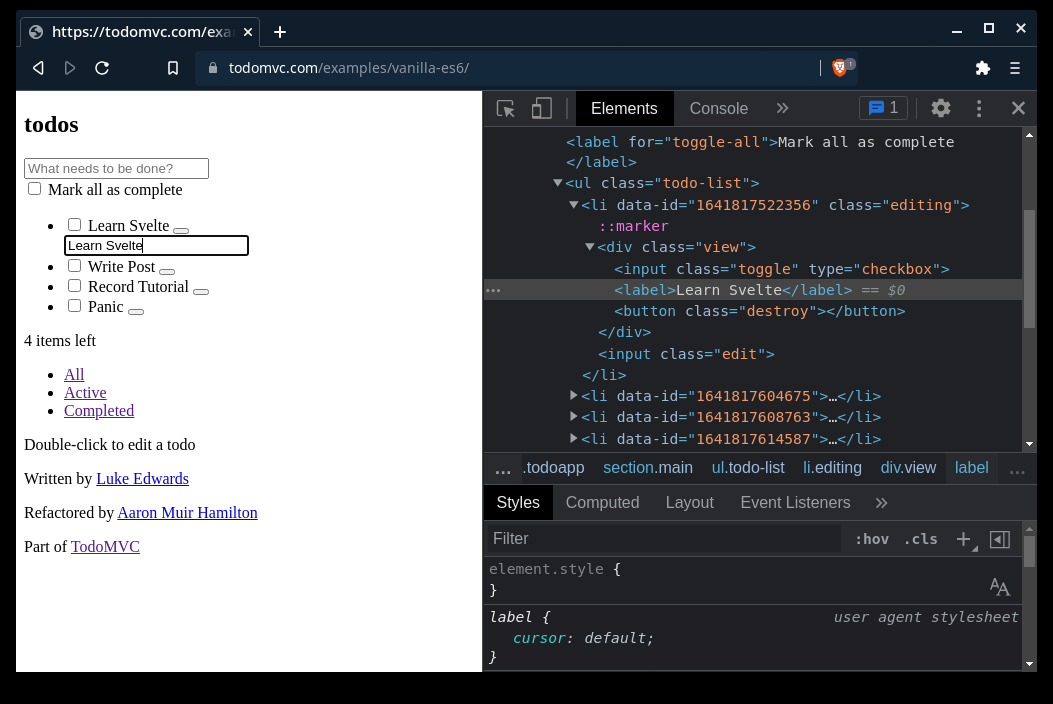 https://todomvc.com/exa
todomvc.com/examples/vanilla-es6/
1
todos
What needs to be done?
Mark all as complete
Learn Svelte
Learn Svelte
Write Post
Record Tutorial
Panic
4 items left
All
Active
Completed
Double-click to edit a todo
Written by Luke Edwards
Refactored by Aaron Muir Hamilton
Part of TodoMVC
Elements Console » 1
<label for="toggle-all">Mark all as complete
</label>
<ul class="todo-list">
<li data-id="1641817522356" class="editing">
::marker
<div class="view">
<input class="toggle" type="checkbox">
<label>Learn Svelte</label> == $0
<button class="destroy"></button>
</div>
<input class="edit">
</li>
<li data-id="1641817604675">…</li>
<li data-id="1641817608763">…</li>
<li data-id="1641817614587">…</li>
... .todoapp section.main ul.todo-list li.editing div.view label ...
Styles Computed Layout Event Listeners »
Filter :hov .cls +
element.style {
}
label { user agent stylesheet
cursor: default;
}